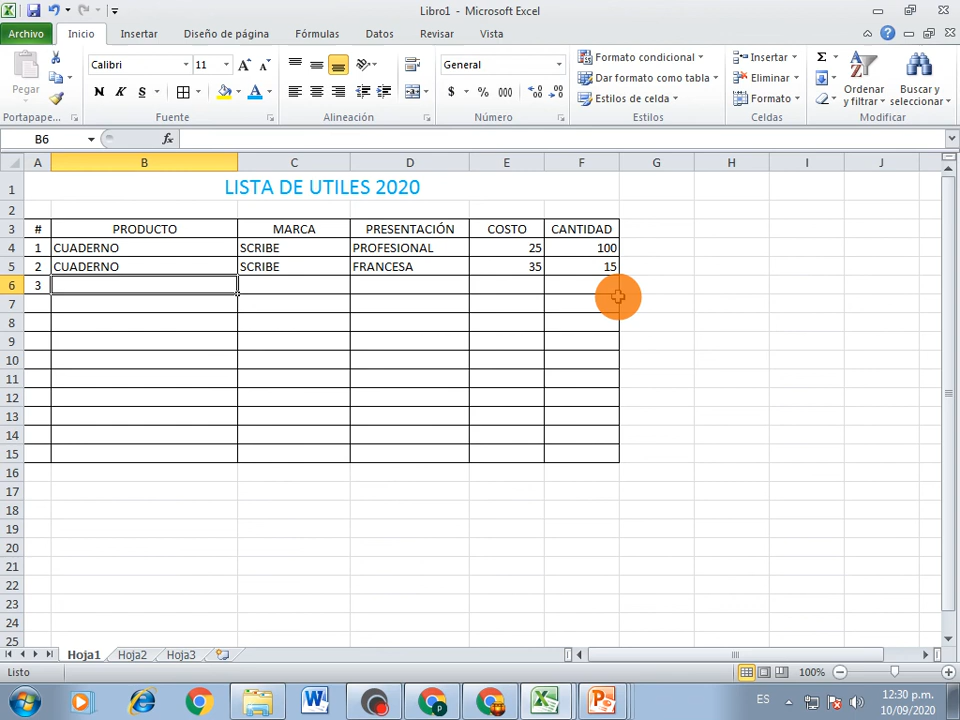 Libro1 - Microsoft Excel
Archivo Inicio Insertar Diseño de página Fórmulas Datos Revisar Vista
Calibri 11 General Formato condicional Insertar
Pegar Dar formato como tabla Eliminar Ordenar y filtrar Buscar y seleccionar
N K S $ % 000 Estilos de celda Formato
Portapape... Fuente Alineación Número Estilos Celdas Modificar
B6 fx
A B C D E F G H I J
1 LISTA DE UTILES 2020
2
3 # PRODUCTO MARCA PRESENTACIÓN COSTO CANTIDAD
4 1 CUADERNO SCRIBE PROFESIONAL 25 100
5 2 CUADERNO SCRIBE FRANCESA 35 15
6 3
7
8
9
10
11
12
13
14
15
16
17
18
19
20
21
22
23
24
25
Hoja1 Hoja2 Hoja3
Listo 100%
ES 12:30 p.m.
10/09/2020